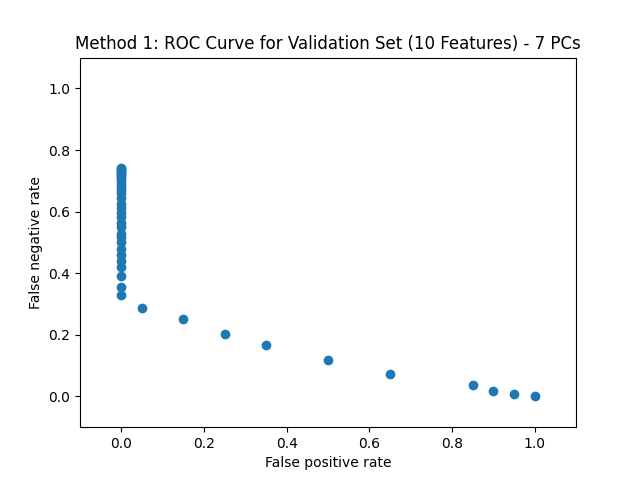 Method 1: ROC Curve for Validation Set (10 Features) - 7 PCs
1.0
0.8
0.6
0.4
0.2
0.0
False negative rate
0.0 0.2 0.4 0.6 0.8 1.0
False positive rate